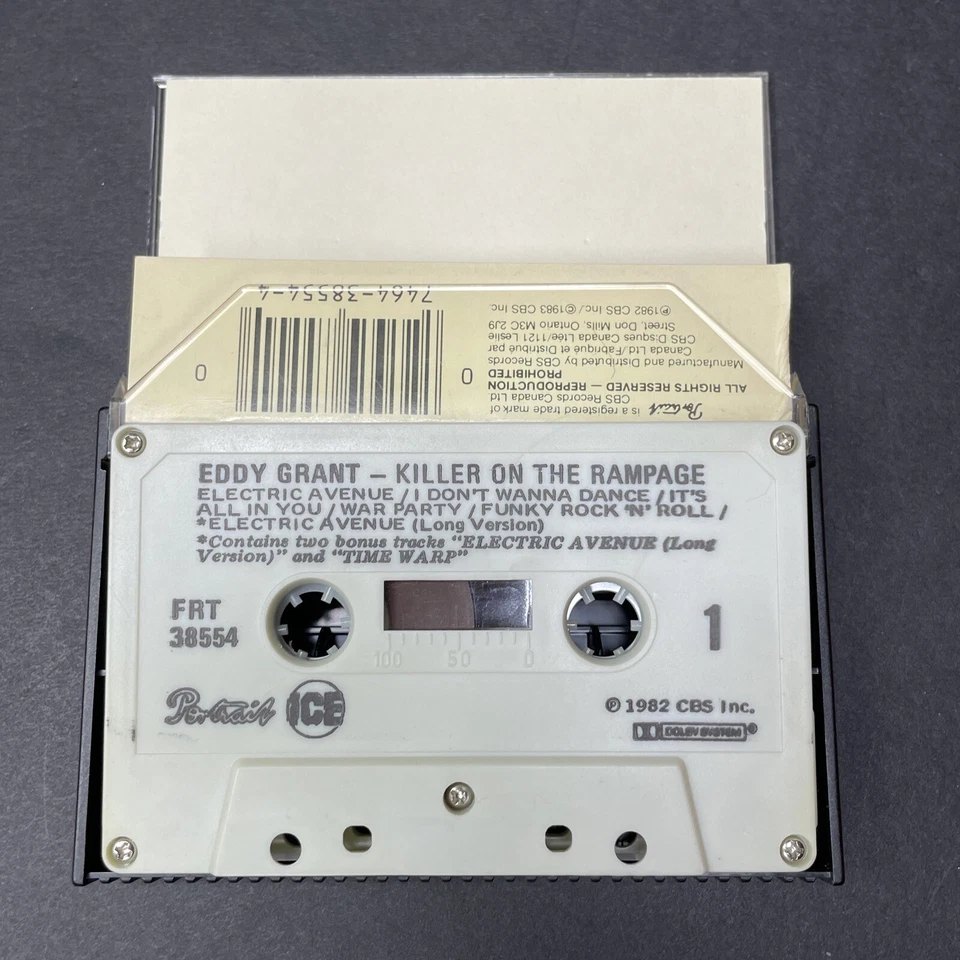 7464-38554-4
0
0
Portrait is a registered trade mark of
CBS Records Canada Ltd
ALL RIGHTS RESERVED — REPRODUCTION
PROHIBITED
Manufactured and Distributed by CBS Records
Canada Ltd/Fabriqué et Distribué par
CBS Disques Canada Ltée/1121 Leslie
Street, Don Mills, Ontario M3C 2J9
℗1982 CBS Inc./©1983 CBS Inc.
EDDY GRANT – KILLER ON THE RAMPAGE
ELECTRIC AVENUE / I DON'T WANNA DANCE / IT'S
ALL IN YOU / WAR PARTY / FUNKY ROCK 'N' ROLL /
*ELECTRIC AVENUE (Long Version)
*Contains two bonus tracks "ELECTRIC AVENUE (Long
Version)" and "TIME WARP"
FRT
38554
1
100 50 0
Portrait ICE
℗ 1982 CBS Inc.
DOLBY SYSTEM®